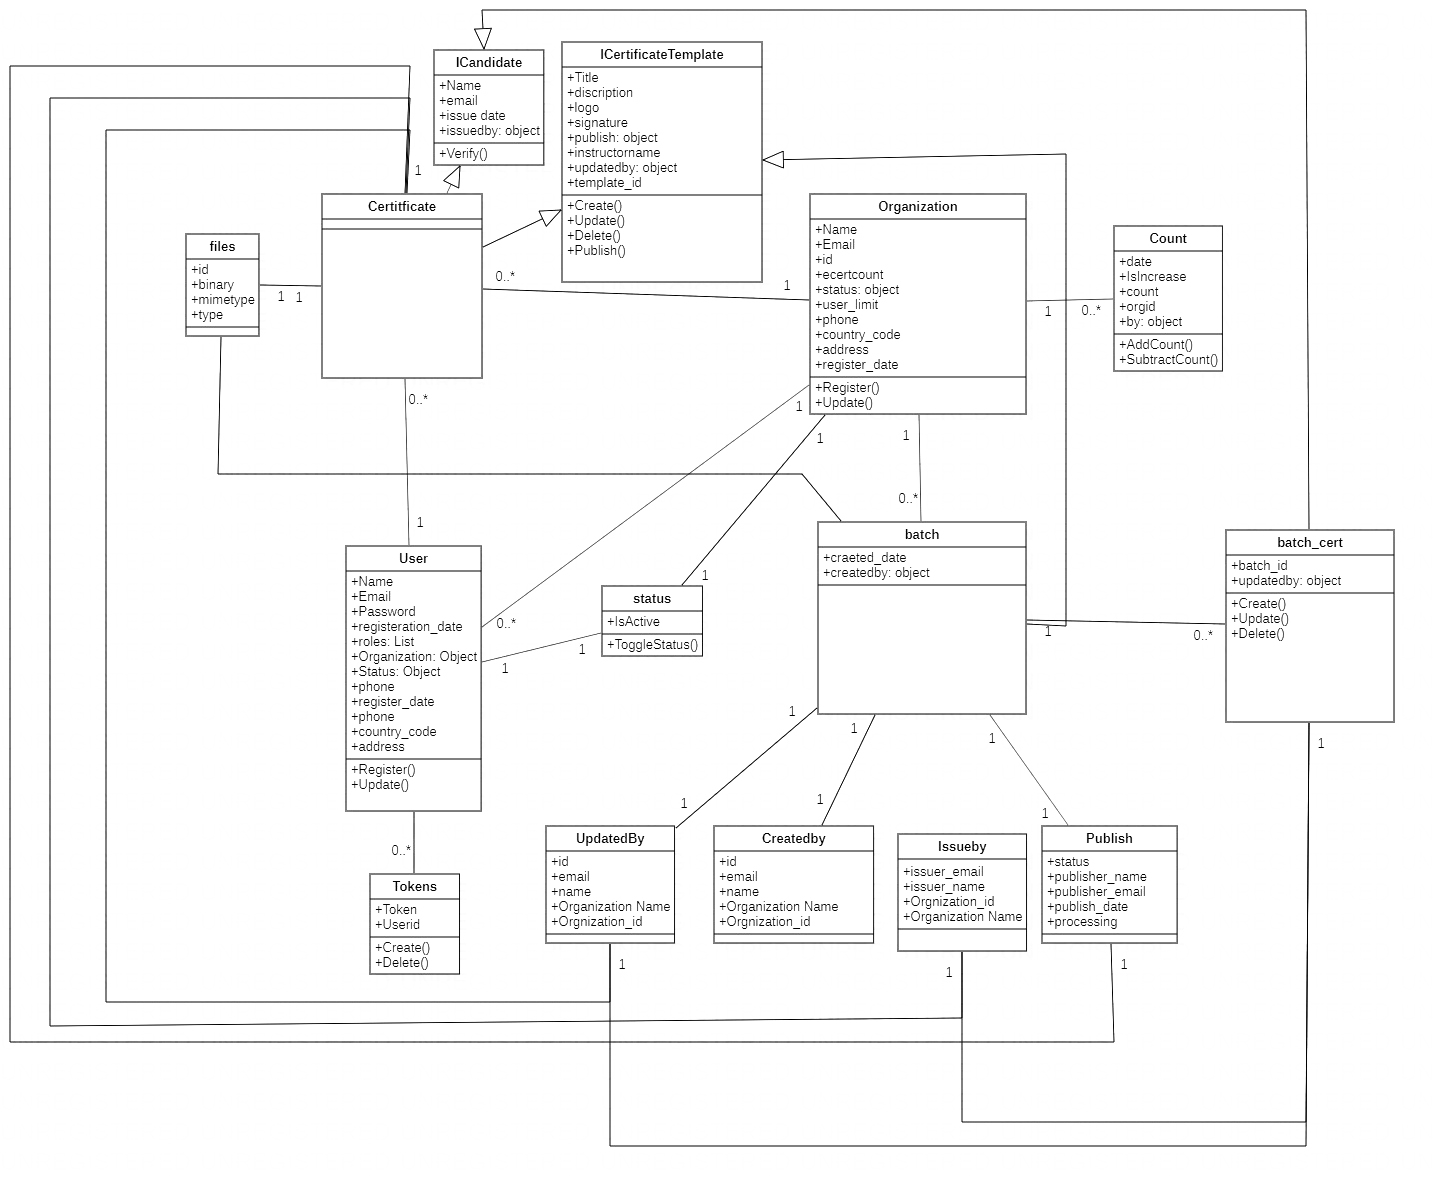 ICandidate
+Name
+email
+issue date
+issuedby: object
+Verify()
ICertificateTemplate
+Title
+discription
+logo
+signature
+publish: object
+instructorname
+updatedby: object
+template_id
+Create()
+Update()
+Delete()
+Publish()
1
Certitficate
files
+id
+binary
+mimetype
+type
1
1
0..*
1
Organization
+Name
+Email
+id
+ecertcount
+status: object
+user_limit
+phone
+country_code
+address
+register_date
+Register()
+Update()
Count
+date
+IsIncrease
+count
+orgid
+by: object
+AddCount()
+SubtractCount()
1
0..*
0..*
1
1
1
1
0..*
User
+Name
+Email
+Password
+registeration_date
+roles: List
+Organization: Object
+Status: Object
+phone
+register_date
+phone
+country_code
+address
+Register()
+Update()
0..*
1
1
1
status
+IsActive
+ToggleStatus()
batch
+craeted_date
+createdby: object
1
0..*
batch_cert
+batch_id
+updatedby: object
+Create()
+Update()
+Delete()
1
1
1
1
1
1
1
0..*
Tokens
+Token
+Userid
+Create()
+Delete()
UpdatedBy
+id
+email
+name
+Organization Name
+Orgnization_id
Createdby
+id
+email
+name
+Organization Name
+Orgnization_id
Issueby
+issuer_email
+issuer_name
+Orgnization_id
+Organization Name
Publish
+status
+publisher_name
+publisher_email
+publish_date
+processing
1
1
1